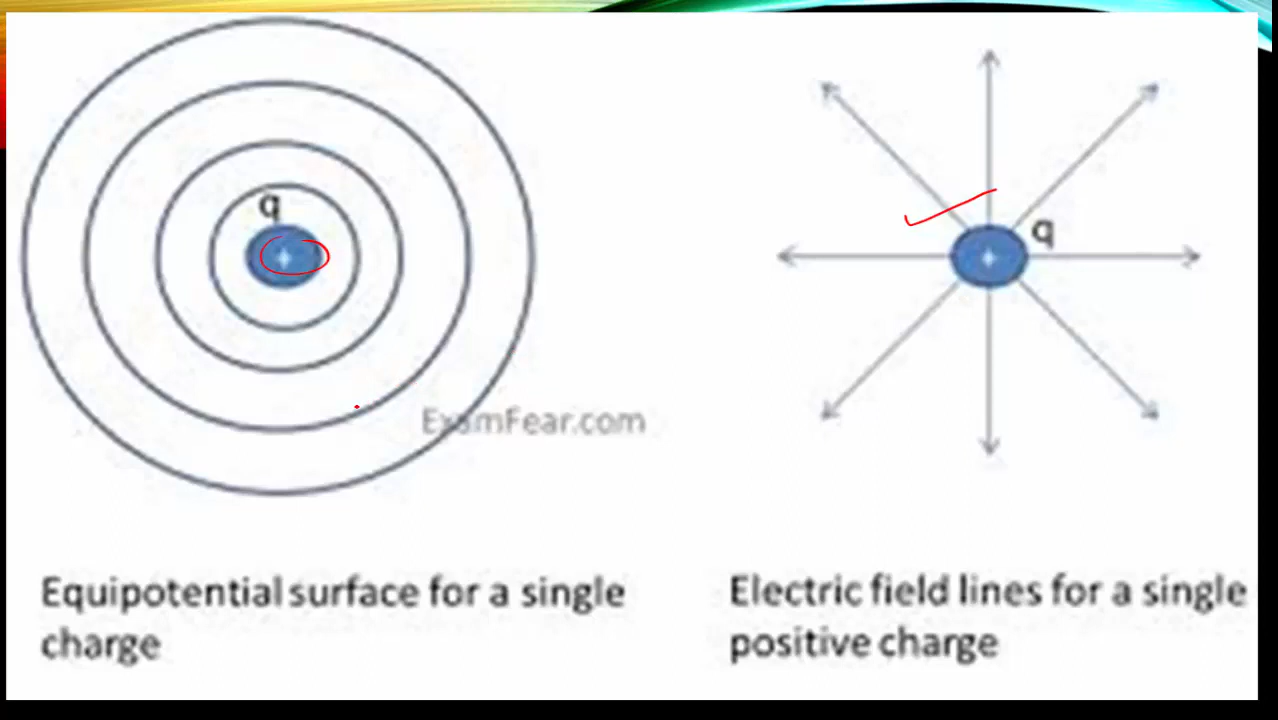 q
q
+
+
ExamFear.com
Equipotential surface for a single
charge
Electric field lines for a single
positive charge